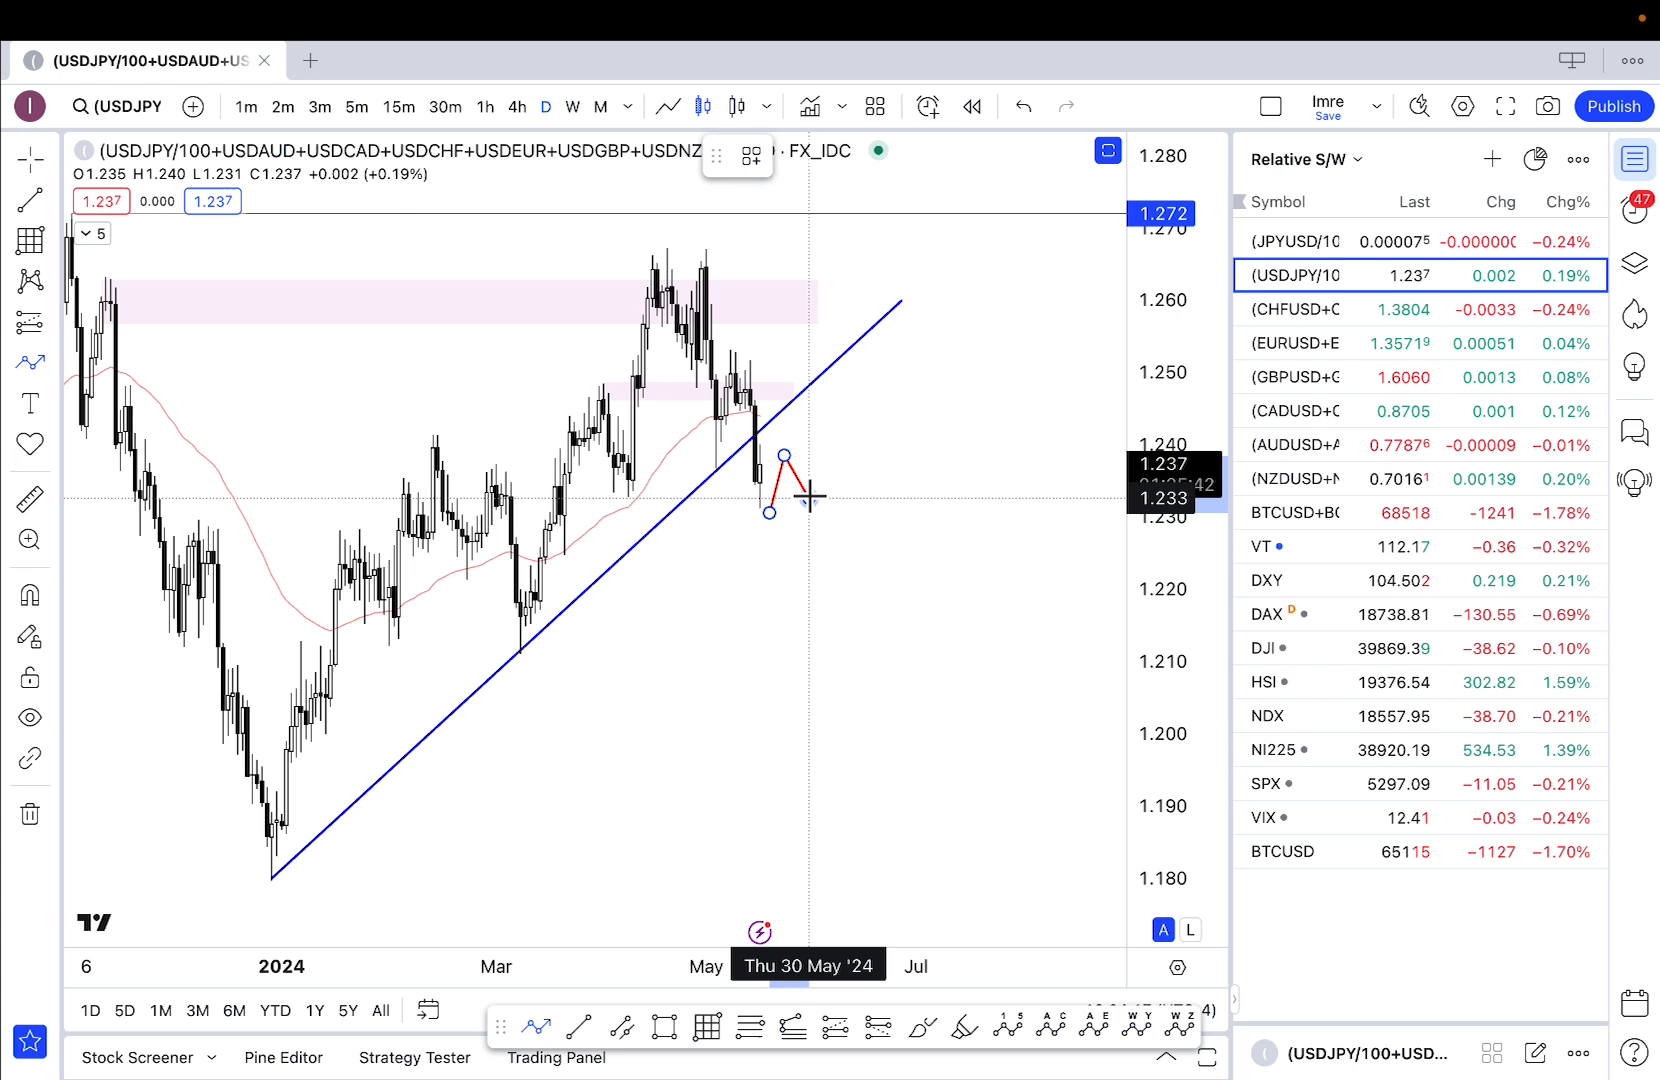 (USDJPY/100+USDAUD+US
(USDJPY 1m 2m 3m 5m 15m 30m 1h 4h D W M Imre Save Publish
(USDJPY/100+USDAUD+USDCAD+USDCHF+USDEUR+USDGBP+USDNZ · FX_IDC
O1.235 H1.240 L1.231 C1.237 +0.002 (+0.19%)
1.237 0.000 1.237
5
1.280
1.272
1.270
1.260
1.250
1.240
1.237
1.233
1.230
1.220
1.210
1.200
1.190
1.180
A L
6 2024 Mar May Thu 30 May '24 Jul
1D 5D 1M 3M 6M YTD 1Y 5Y All
1 5 A C A E W Y W Z
Stock Screener Pine Editor Strategy Tester Trading Panel
Relative S/W
47
Symbol Last Chg Chg%
(JPYUSD/10 0.000075 -0.000000 −0.24%
(USDJPY/10 1.237 0.002 0.19%
(CHFUSD+C 1.3804 -0.0033 −0.24%
(EURUSD+E 1.35719 0.00051 0.04%
(GBPUSD+G 1.6060 0.0013 0.08%
(CADUSD+C 0.8705 0.001 0.12%
(AUDUSD+A 0.77876 -0.00009 −0.01%
(NZDUSD+N 0.70161 0.00139 0.20%
BTCUSD+BC 68518 -1241 −1.78%
VT 112.17 −0.36 −0.32%
DXY 104.502 0.219 0.21%
DAX D 18738.81 −130.55 −0.69%
DJI 39869.39 −38.62 −0.10%
HSI 19376.54 302.82 1.59%
NDX 18557.95 −38.70 −0.21%
NI225 38920.19 534.53 1.39%
SPX 5297.09 −11.05 −0.21%
VIX 12.41 −0.03 −0.24%
BTCUSD 65115 −1127 −1.70%
(USDJPY/100+USD...